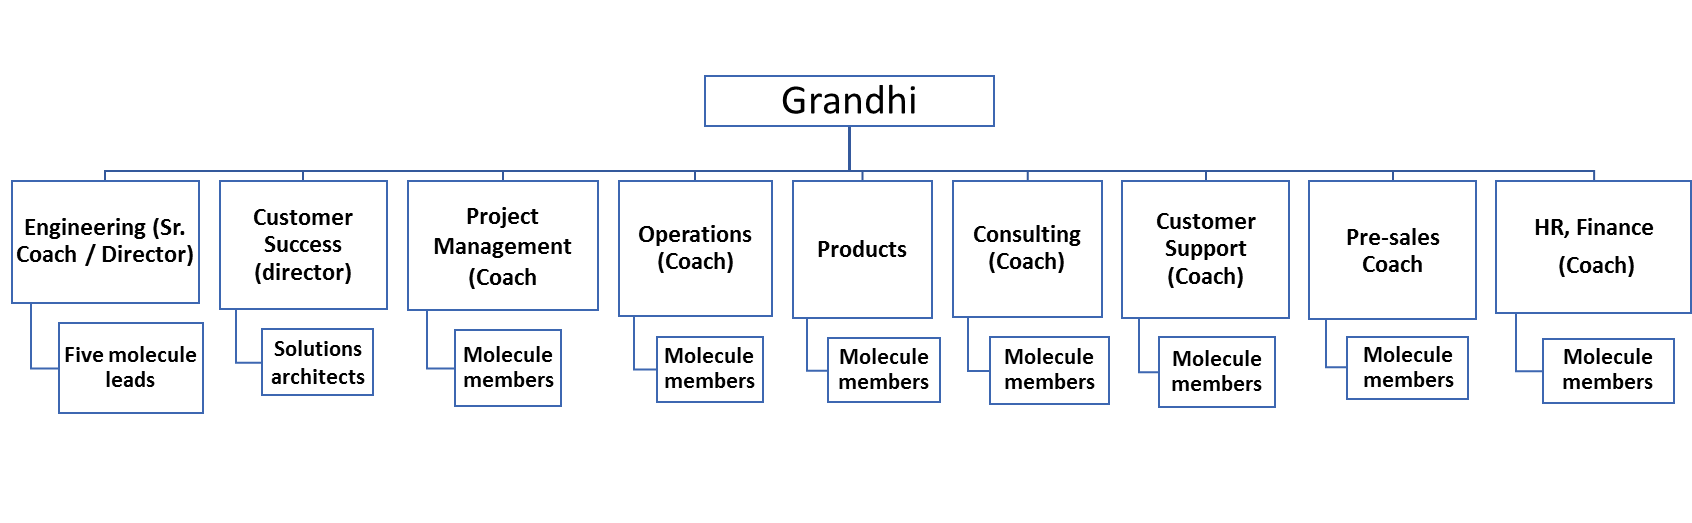 Grandhi
Engineering (Sr.
Coach / Director)
Customer
Success
(director)
Project
Management
(Coach
Operations
(Coach)
Products
Consulting
(Coach)
Customer
Support
(Coach)
Pre-sales
Coach
HR, Finance
(Coach)
Five molecule
leads
Solutions
architects
Molecule
members
Molecule
members
Molecule
members
Molecule
members
Molecule
members
Molecule
members
Molecule
members